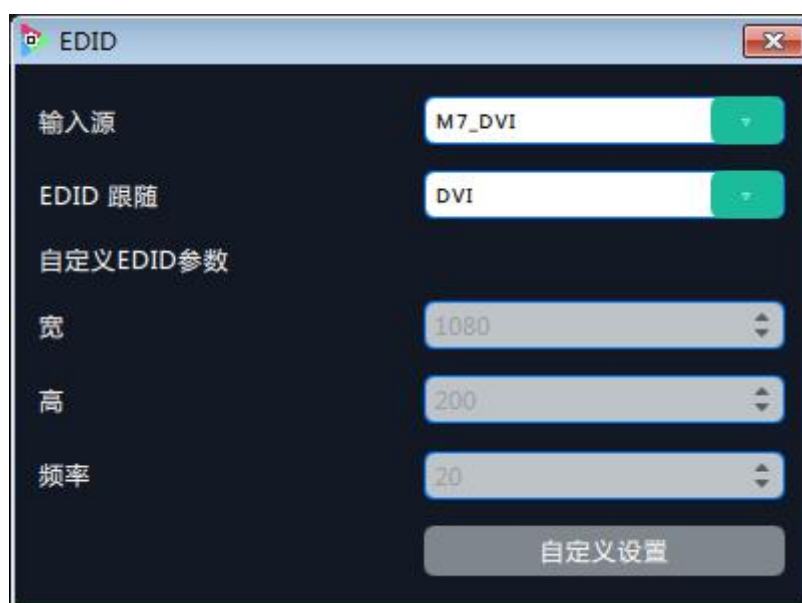 EDID
输入源 M7_DVI
EDID 跟随 DVI
自定义EDID参数
宽 1080
高 200
频率 20
自定义设置